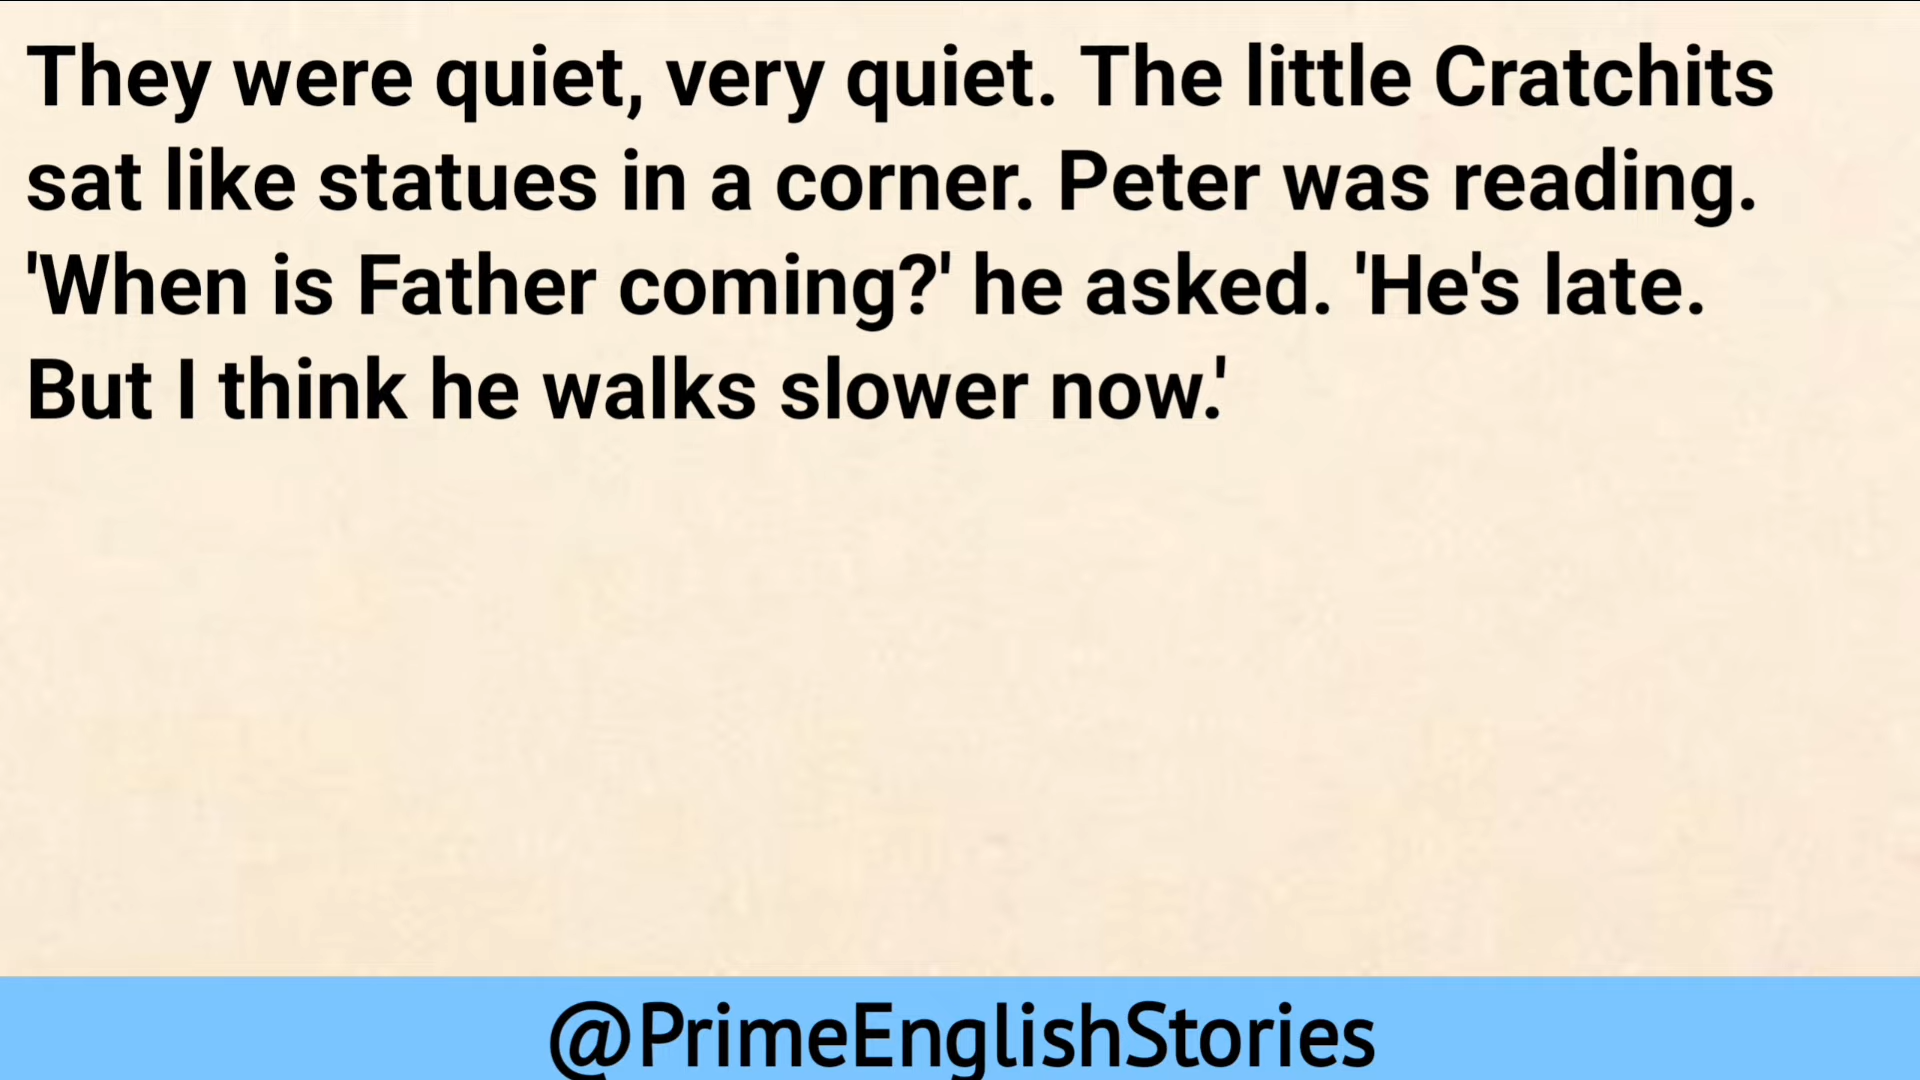 They were quiet, very quiet. The little Cratchits
sat like statues in a corner. Peter was reading.
'When is Father coming?' he asked. 'He's late.
But I think he walks slower now.'
@PrimeEnglishStories